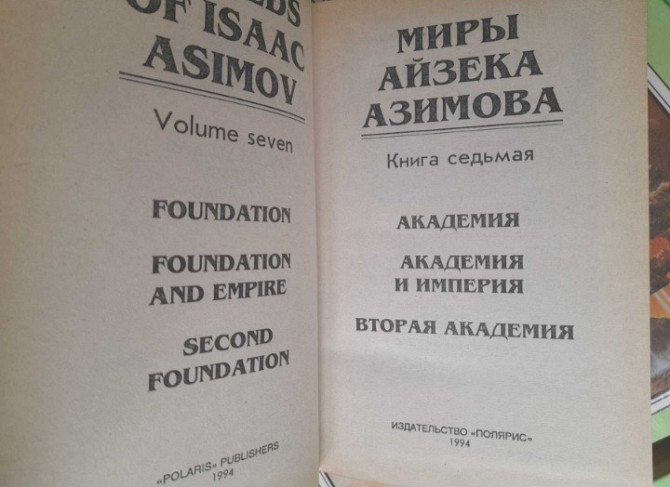 OF ISAAC
ASIMOV
Volume seven
FOUNDATION
FOUNDATION
AND EMPIRE
SECOND
FOUNDATION
"POLARIS" PUBLISHERS
1994
МИРЫ
АЙЗЕКА
АЗИМОВА
Книга седьмая
АКАДЕМИЯ
АКАДЕМИЯ
И ИМПЕРИЯ
ВТОРАЯ АКАДЕМИЯ
ИЗДАТЕЛЬСТВО «ПОЛЯРИС»
1994